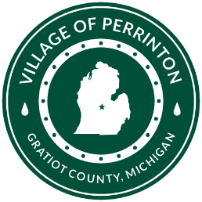 VILLAGE OF PERRINTON
GRATIOT COUNTY, MICHIGAN